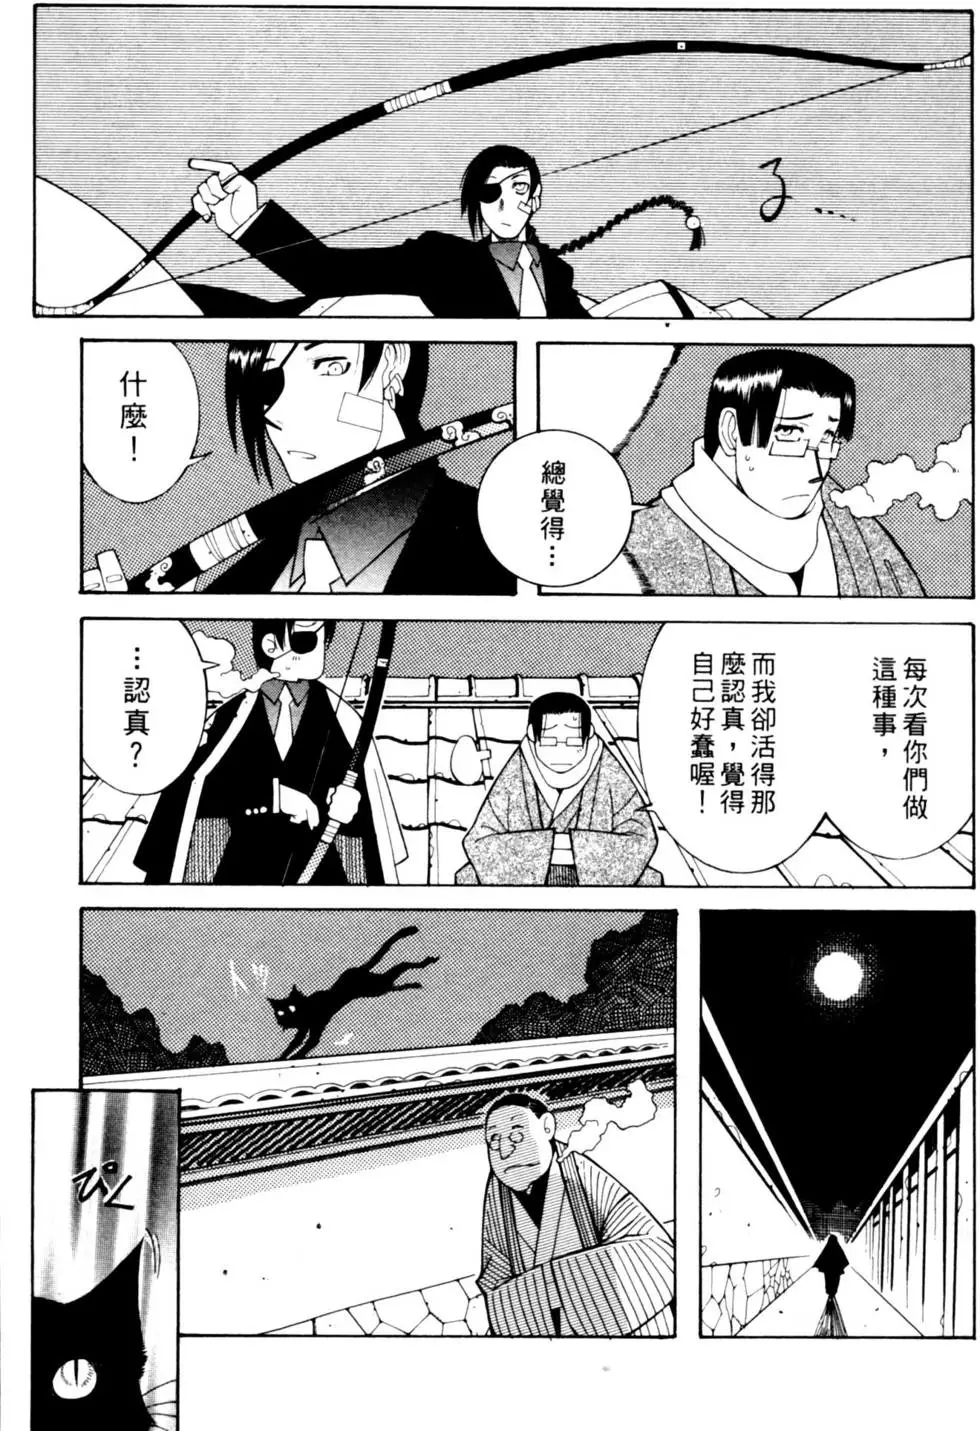 る……
總覺得…
什麼！
每次看你們做
這種事，
而我卻活得那
麼認真，覺得
自己好蠢喔！
…認真？
ぴく